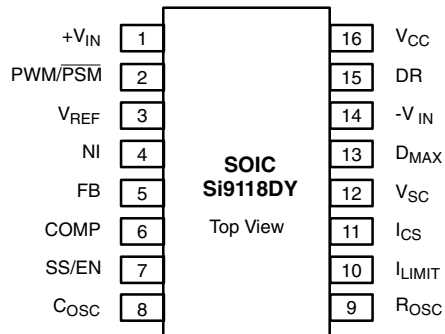 +VIN 1 16 VCC
PWM/PSM 2 15 DR
VREF 3 14 -V IN
NI 4 13 DMAX
SOIC
Si9118DY
FB 5 12 VSC
Top View
COMP 6 11 ICS
SS/EN 7 10 ILIMIT
COSC 8 9 ROSC